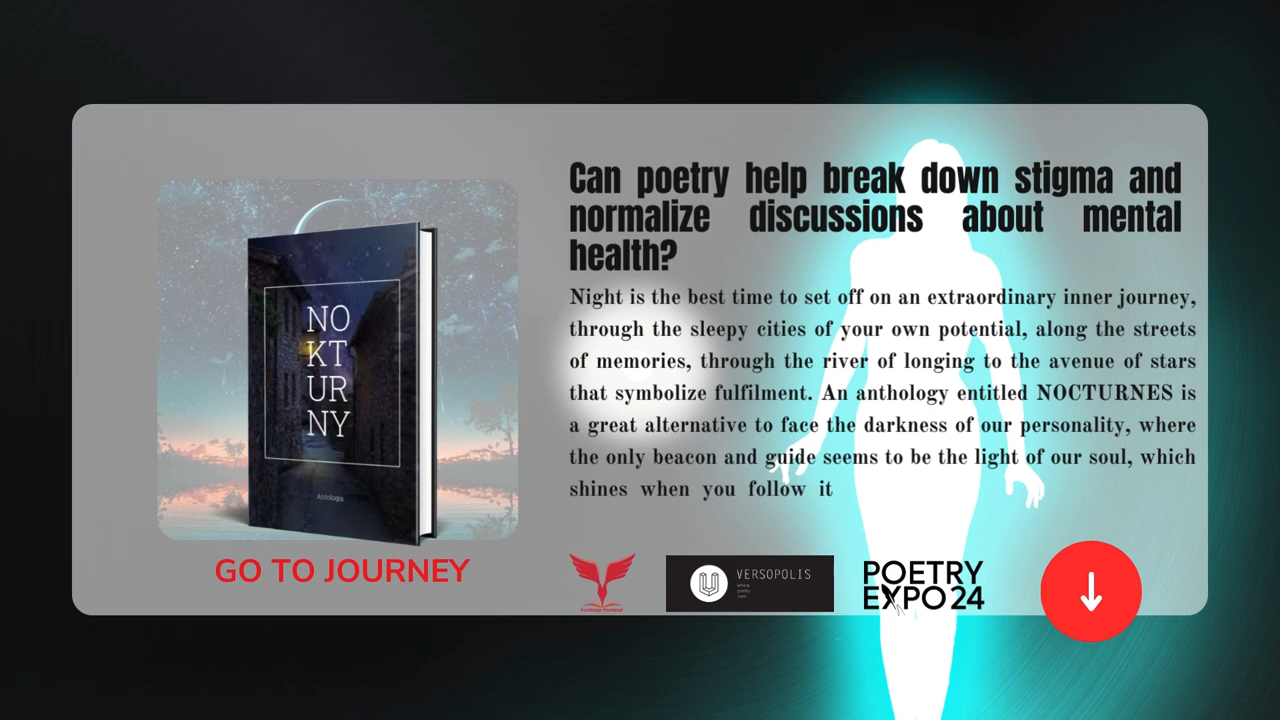 Can poetry help break down stigma and
normalize discussions about mental
health?
Night is the best time to set off on an extraordinary inner journey,
through the sleepy cities of your own potential, along the streets
of memories, through the river of longing to the avenue of stars
that symbolize fulfilment. An anthology entitled NOCTURNES is
a great alternative to face the darkness of our personality, where
the only beacon and guide seems to be the light of our soul, which
shines when you follow it
NO
KT
UR
NY
Antologia
GO TO JOURNEY
VERSOPOLIS
where
poetry
lives
POETRY
EXPO 24